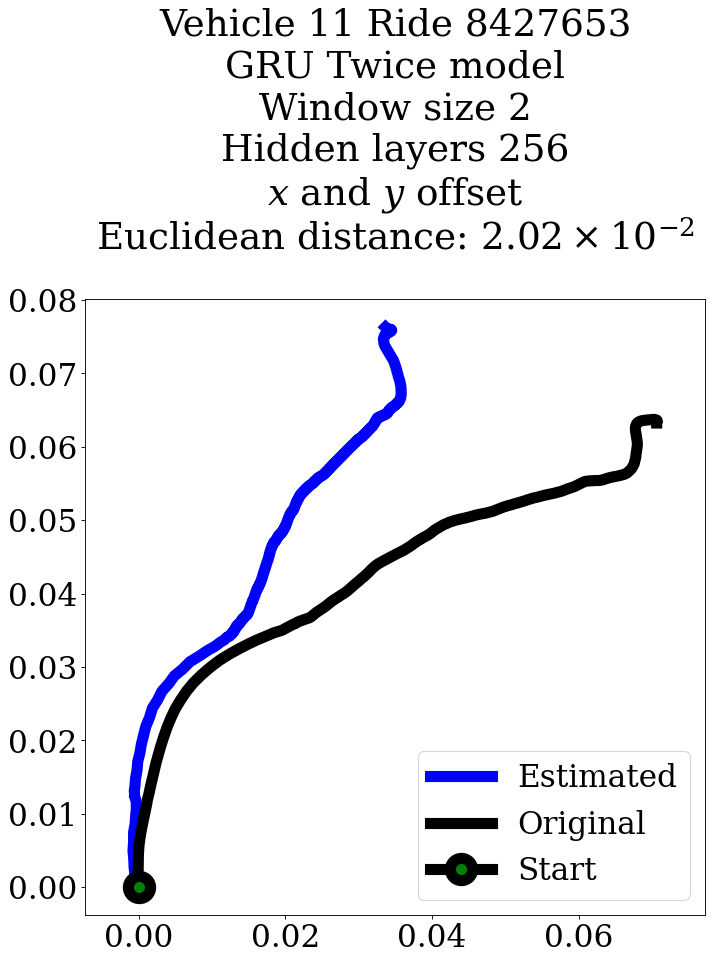 Vehicle 11 Ride 8427653
GRU Twice model
Window size 2
Hidden layers 256
x and y offset
Euclidean distance: 2.02 × 10⁻²
0.08
0.07
0.06
0.05
0.04
0.03
0.02
0.01
0.00
Estimated
Original
Start
0.00 0.02 0.04 0.06